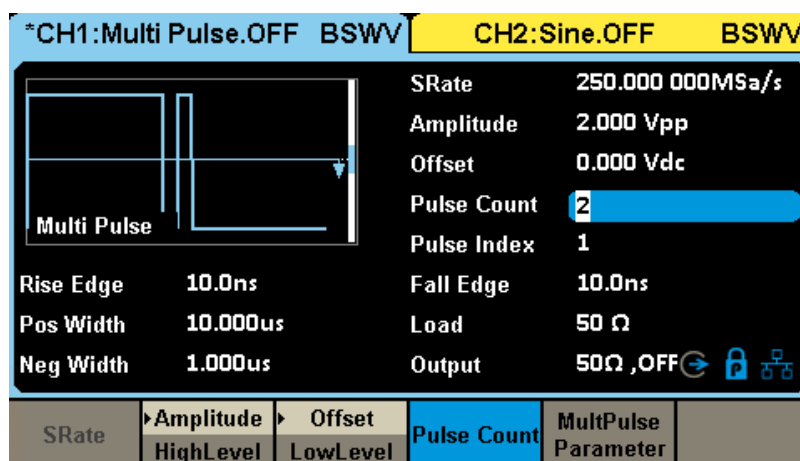 *CH1:Multi Pulse.OFF BSWV
CH2:Sine.OFF BSWV
Multi Pulse
SRate 250.000 000MSa/s
Amplitude 2.000 Vpp
Offset 0.000 Vdc
Pulse Count 2
Pulse Index 1
Rise Edge 10.0ns
Fall Edge 10.0ns
Pos Width 10.000us
Load 50 Ω
Neg Width 1.000us
Output 50Ω ,OFF
P
SRate
Amplitude
HighLevel
Offset
LowLevel
Pulse Count
MultPulse
Parameter